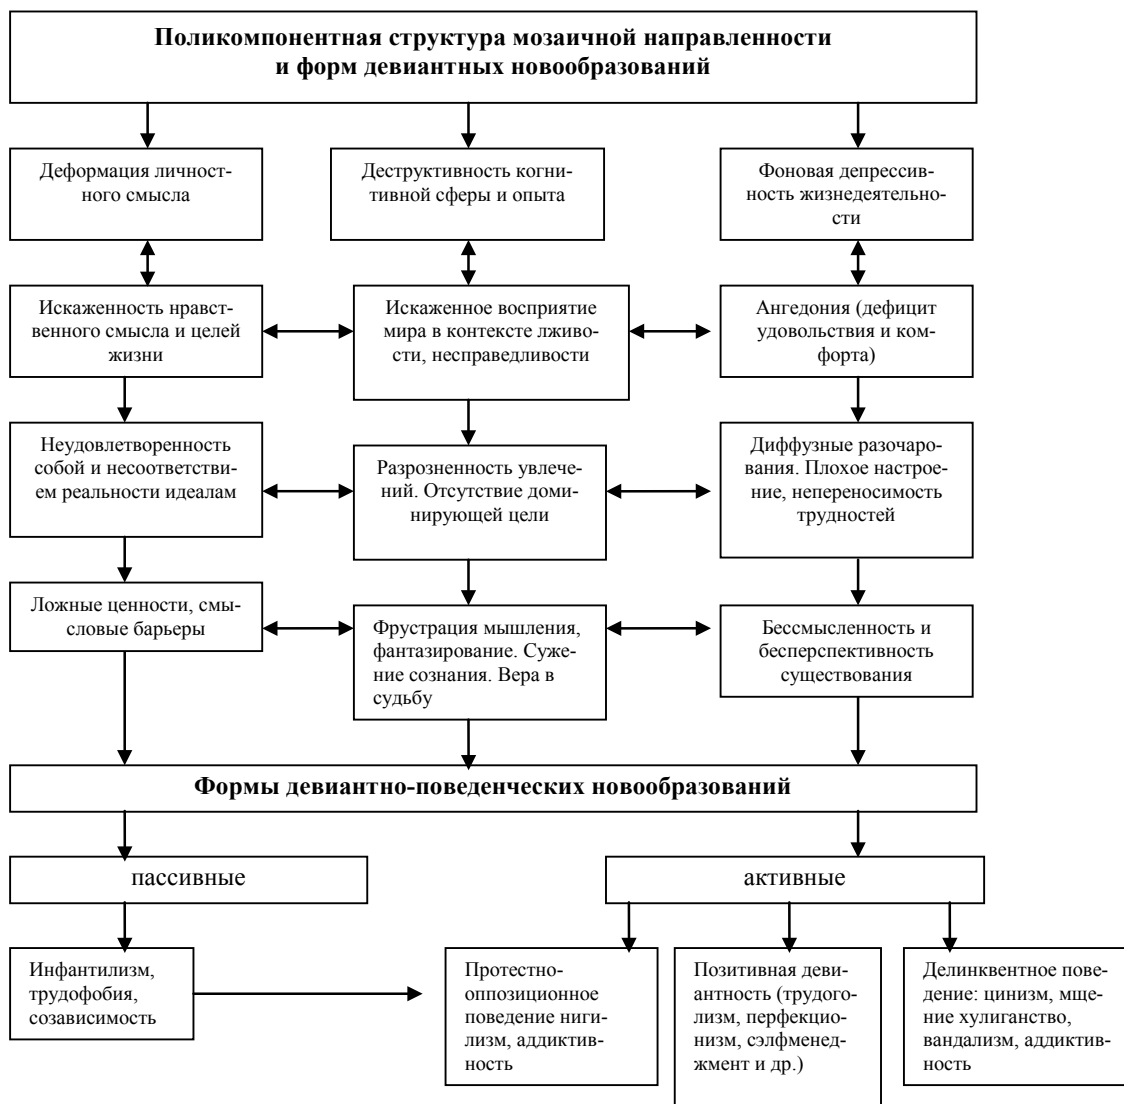 Поликомпонентная структура мозаичной направленности
и форм девиантных новообразований
Деформация личност-
ного смысла
Деструктивность когни-
тивной сферы и опыта
Фоновая депрессив-
ность жизнедеятельно-
сти
Искаженность нравст-
венного смысла и целей
жизни
Искаженное восприятие
мира в контексте лживо-
сти, несправедливости
Ангедония (дефицит
удовольствия и ком-
форта)
Неудовлетворенность
собой и несоответстви-
ем реальности идеалам
Разрозненность увлече-
ний. Отсутствие доми-
нирующей цели
Диффузные разочаро-
вания. Плохое настрое-
ние, непереносимость
трудностей
Ложные ценности, смы-
словые барьеры
Фрустрация мышления,
фантазирование. Суже-
ние сознания. Вера в
судьбу
Бессмысленность и
бесперспективность
существования
Формы девиантно-поведенческих новообразований
пассивные
активные
Инфантилизм,
трудофобия,
созависимость
Протестно-
оппозиционное
поведение ниги-
лизм, аддиктив-
ность
Позитивная деви-
антность (трудого-
лизм, перфекцио-
низм, сэлфменед-
жмент и др.)
Делинквентное пове-
дение: цинизм, мще-
ние хулиганство,
вандализм, аддиктив-
ность